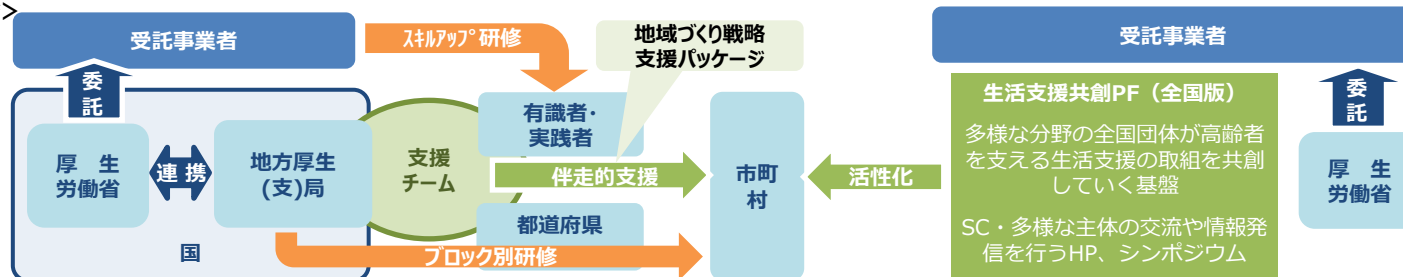 >
受託事業者
スキルアップ研修
地域づくり戦略
支援パッケージ
委
託
有識者・
実践者
厚 生
労働省
連 携
地方厚生
(支)局
支援
チーム
伴走的支援
市町
村
都道府県
国
ブロック別研修
活性化
受託事業者
生活支援共創PF（全国版）
多様な分野の全国団体が高齢者
を支える生活支援の取組を共創
していく基盤
SC・多様な主体の交流や情報発
信を行うHP、シンポジウム
委
託
厚 生
労働省